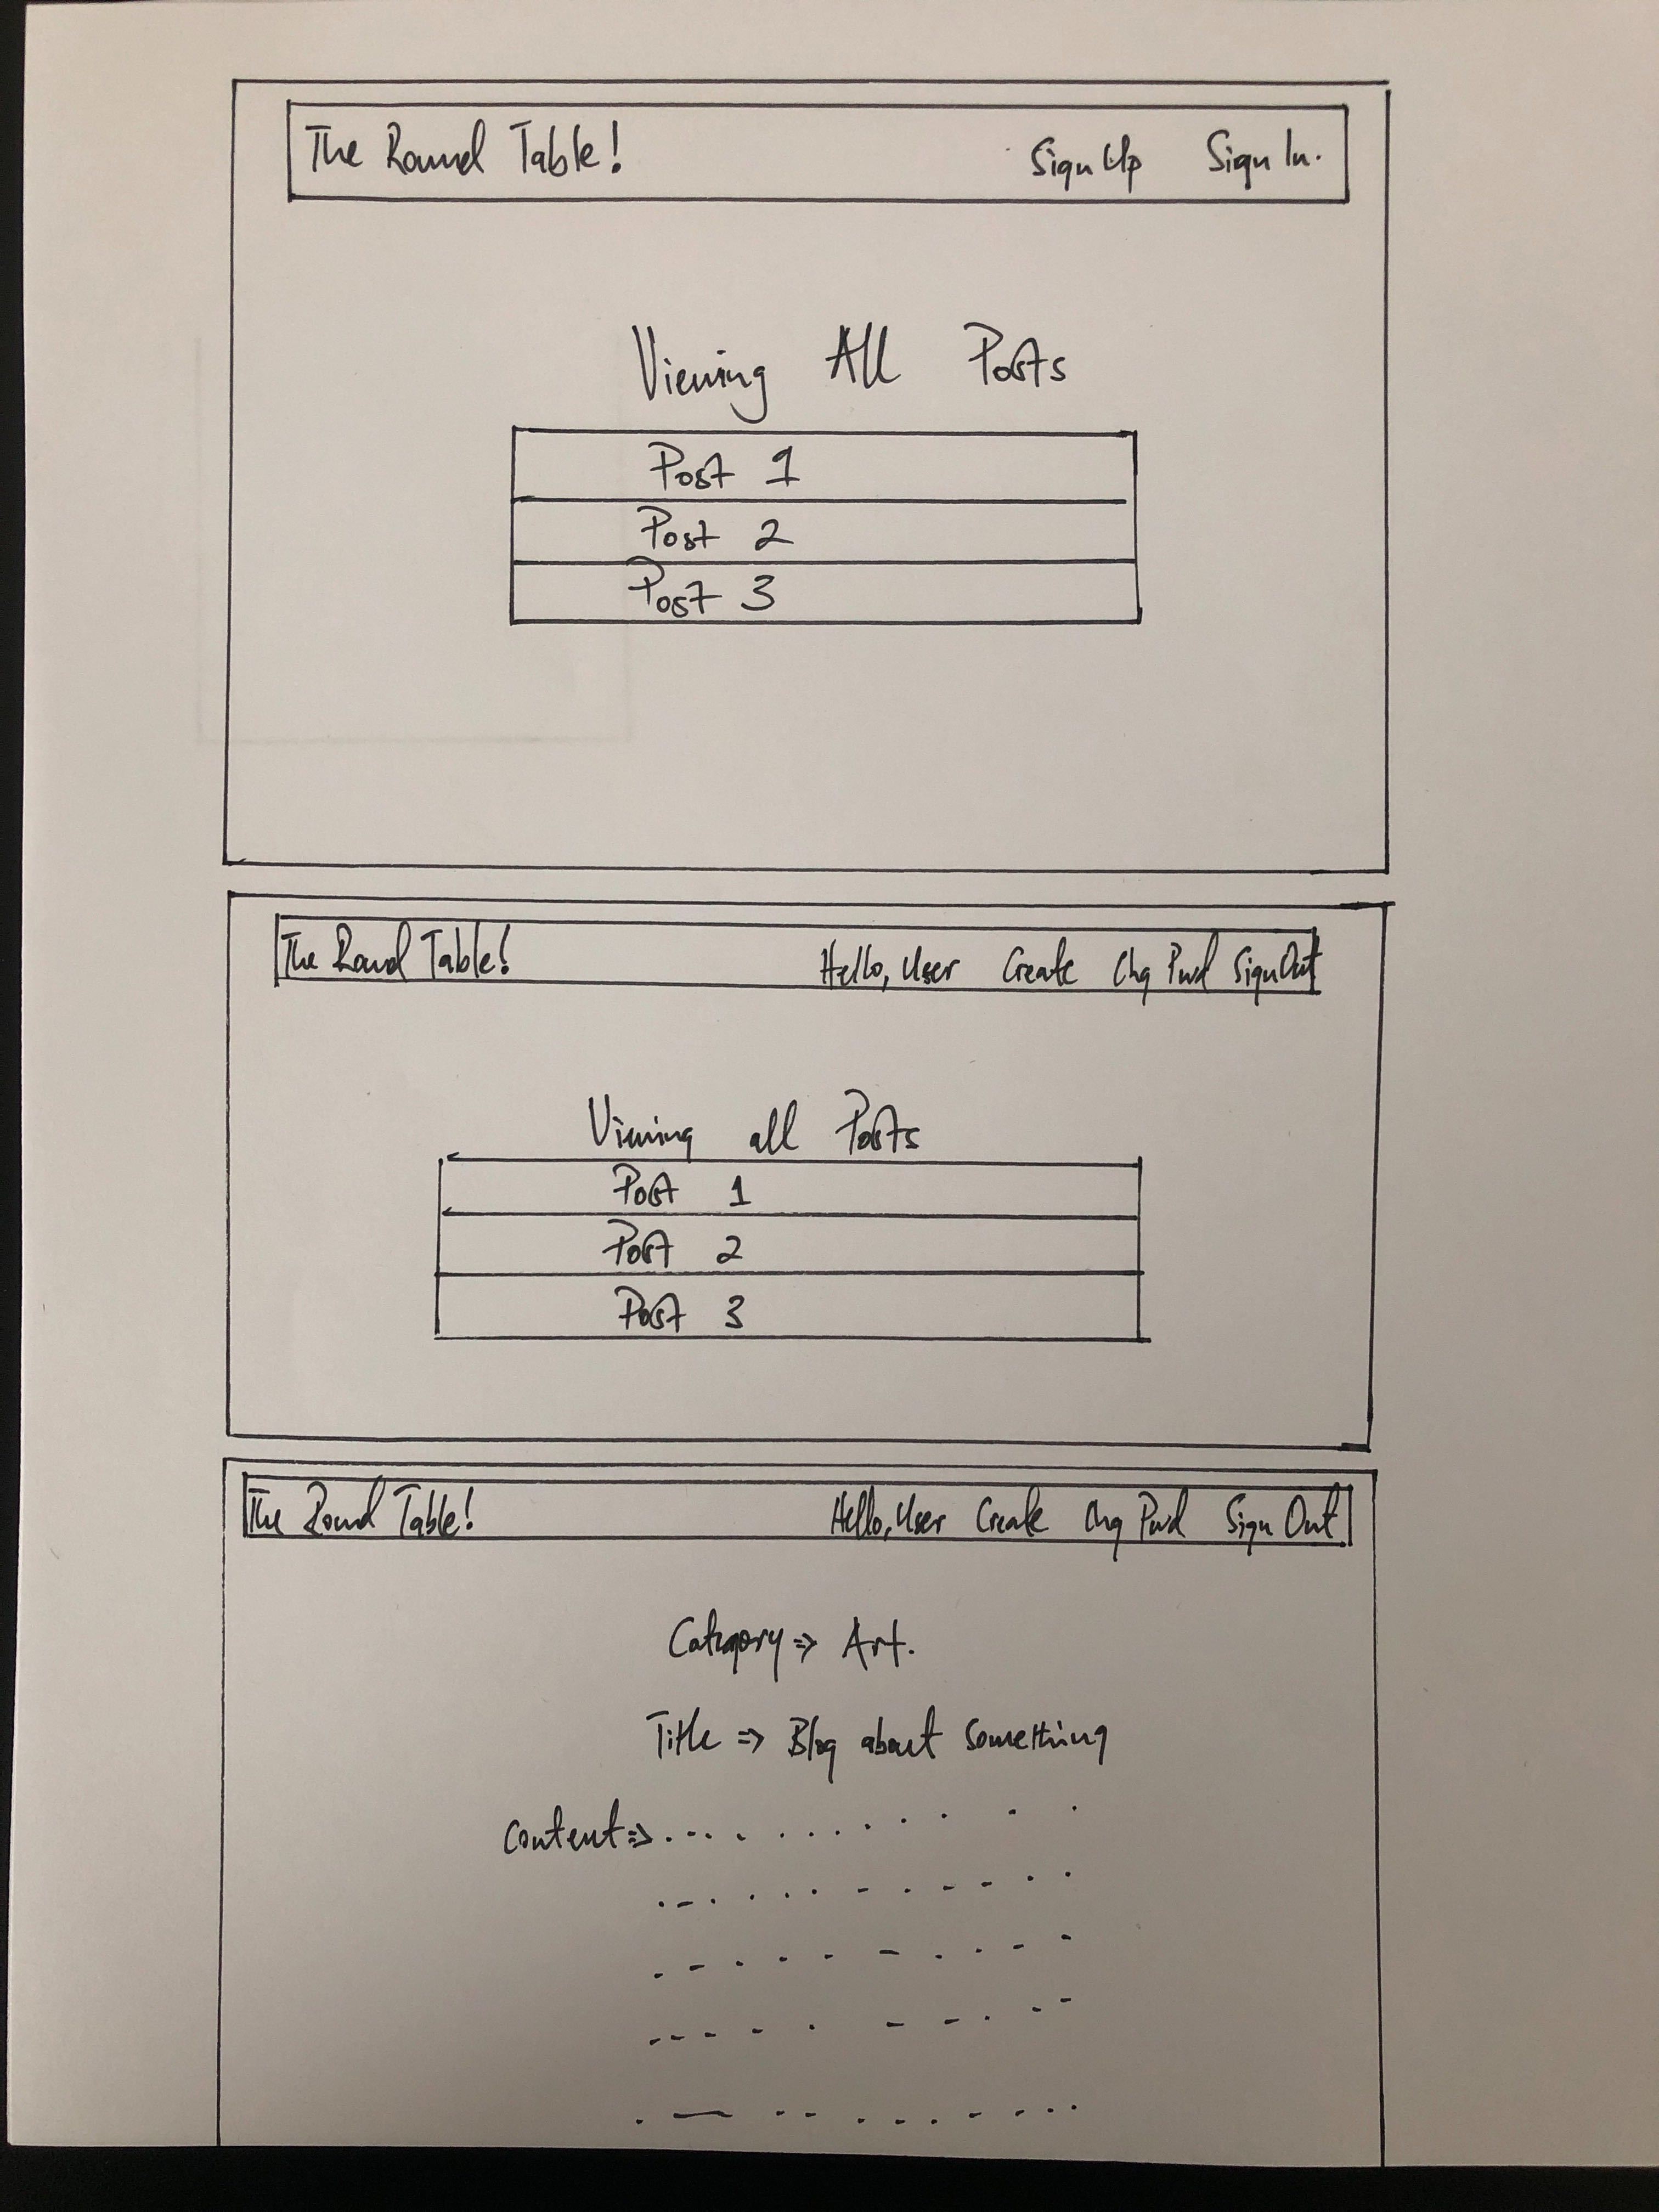 The Round Table! Sign Up Sign In.
Viewing All Posts
Post 1
Post 2
Post 3
The Round Table! Hello, User Create Chg Pwd Sign Out
Viewing all Posts
Post 1
Post 2
Post 3
The Round Table! Hello, User Create Chg Pwd Sign Out
Category => Art.
Title => Blog about Something
Content =>